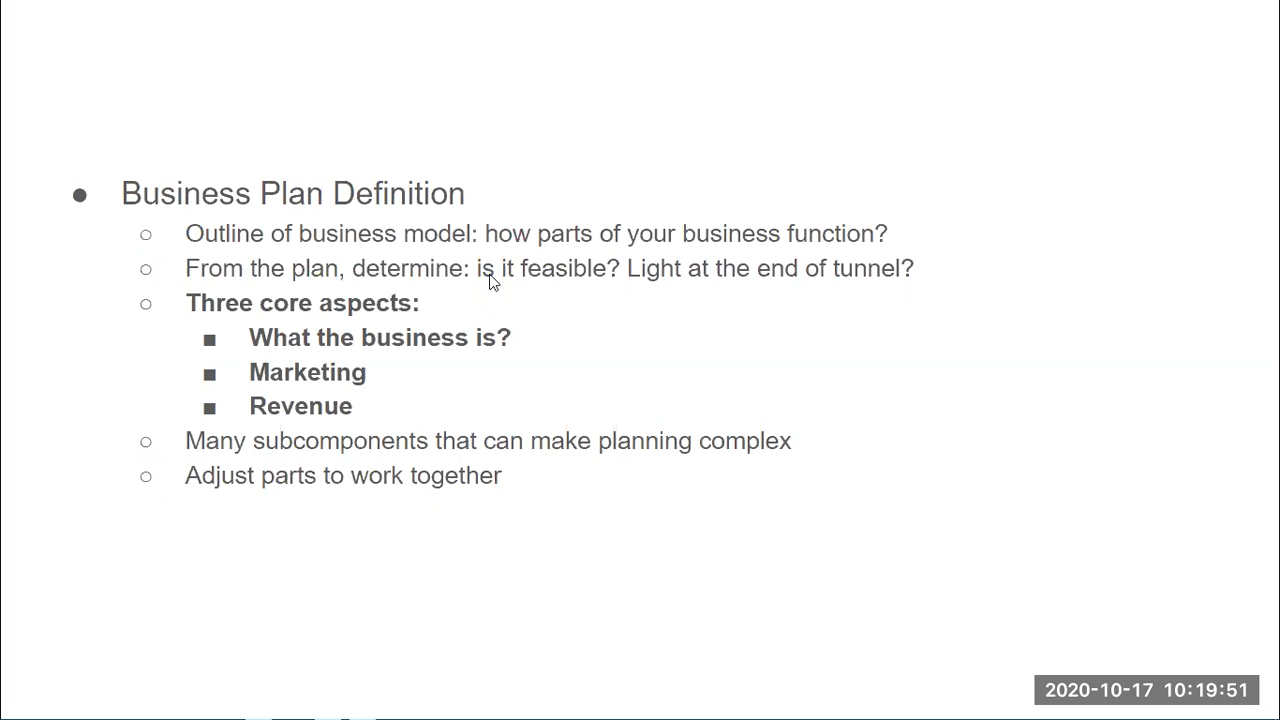 ● Business Plan Definition
○ Outline of business model: how parts of your business function?
○ From the plan, determine: is it feasible? Light at the end of tunnel?
○ Three core aspects:
■ What the business is?
■ Marketing
■ Revenue
○ Many subcomponents that can make planning complex
○ Adjust parts to work together
2020-10-17 10:19:51